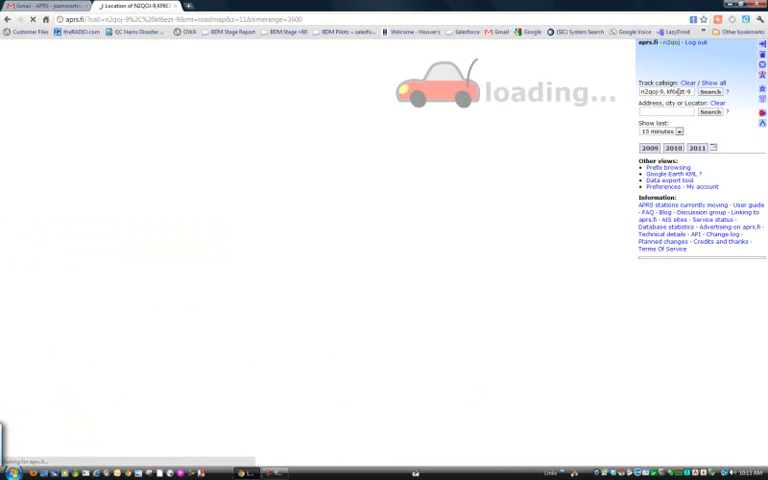 Gmail - APRS - joemmartin
Location of N2QOJ-9,KF6EZ
aprs.fi/?call=n2qoj-9%2C%20kf6ezt-9&mt=roadmap&z=11&timerange=3600
Customer Files theRADIO.com QC Hams Disaster ... OWA BDM Stage Report BDM Stage >> BDM Pilots ~ salesfo... !Welcome - Hoover's Salesforce Gmail (SIC) System Search Google Voice LazyDroid Other bookmarks
aprs.fi - n2qoj - Log out
loading...
Track callsign: Clear / Show all
n2qoj-9, kf6ezt-9 Search ?
Address, city or Locator: Clear
Search ?
Show last:
15 minutes
2009 2010 2011
Other views:
• Prefix browsing
• Google Earth KML ?
• Data export tool
• Preferences - My account
Information:
APRS stations currently moving - User guide
- FAQ - Blog - Discussion group - Linking to
aprs.fi - AIS sites - Service status -
Database statistics - Advertising on aprs.fi -
Technical details - API - Change log -
Planned changes - Credits and thanks -
Terms Of Service
Waiting for aprs.fi...
Links
10:13 AM